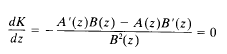 dK/dz = - A′(z)B(z) − A(z)B′(z) / B²(z) = 0